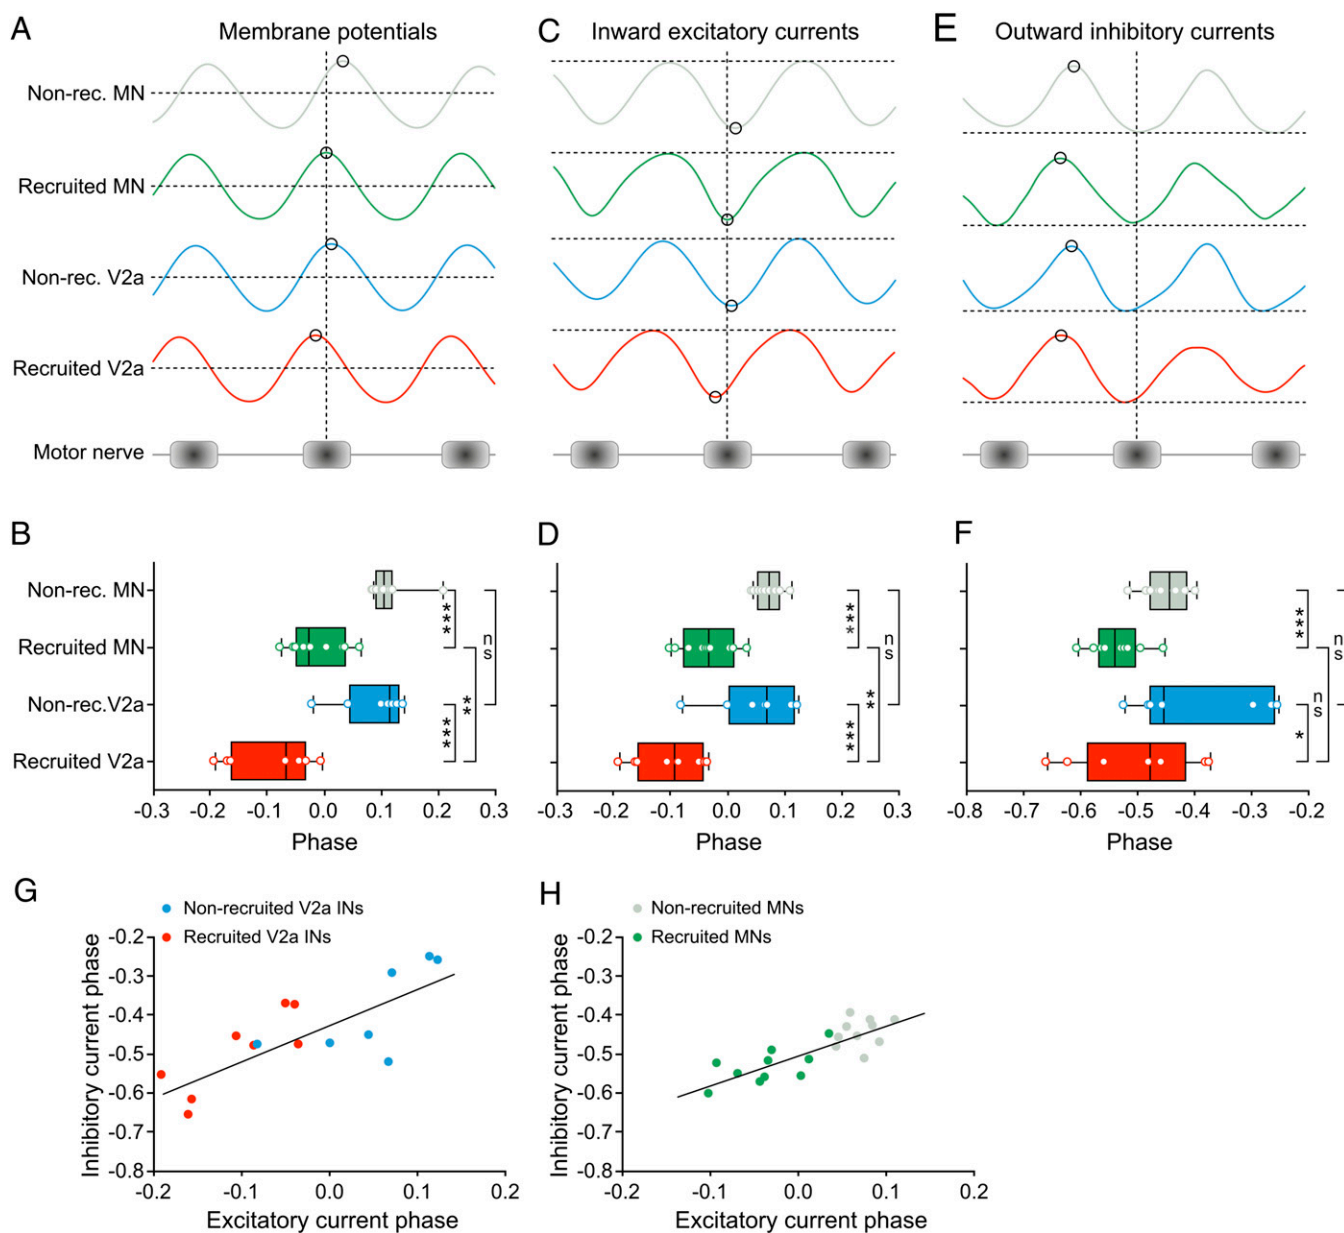 A Membrane potentials
C Inward excitatory currents
E Outward inhibitory currents
Non-rec. MN
Recruited MN
Non-rec. V2a
Recruited V2a
Motor nerve
B
Non-rec. MN
Recruited MN
Non-rec.V2a
Recruited V2a
*** ns ** ***
-0.3 -0.2 -0.1 0.0 0.1 0.2 0.3
Phase
D
*** ns ** ***
-0.3 -0.2 -0.1 0.0 0.1 0.2 0.3
Phase
F
*** ns ns *
-0.8 -0.7 -0.6 -0.5 -0.4 -0.3 -0.2
Phase
G
Non-recruited V2a INs
Recruited V2a INs
Inhibitory current phase
-0.2
-0.3
-0.4
-0.5
-0.6
-0.7
-0.8
-0.2 -0.1 0.0 0.1 0.2
Excitatory current phase
H
Non-recruited MNs
Recruited MNs
Inhibitory current phase
-0.2
-0.3
-0.4
-0.5
-0.6
-0.7
-0.8
-0.2 -0.1 0.0 0.1 0.2
Excitatory current phase